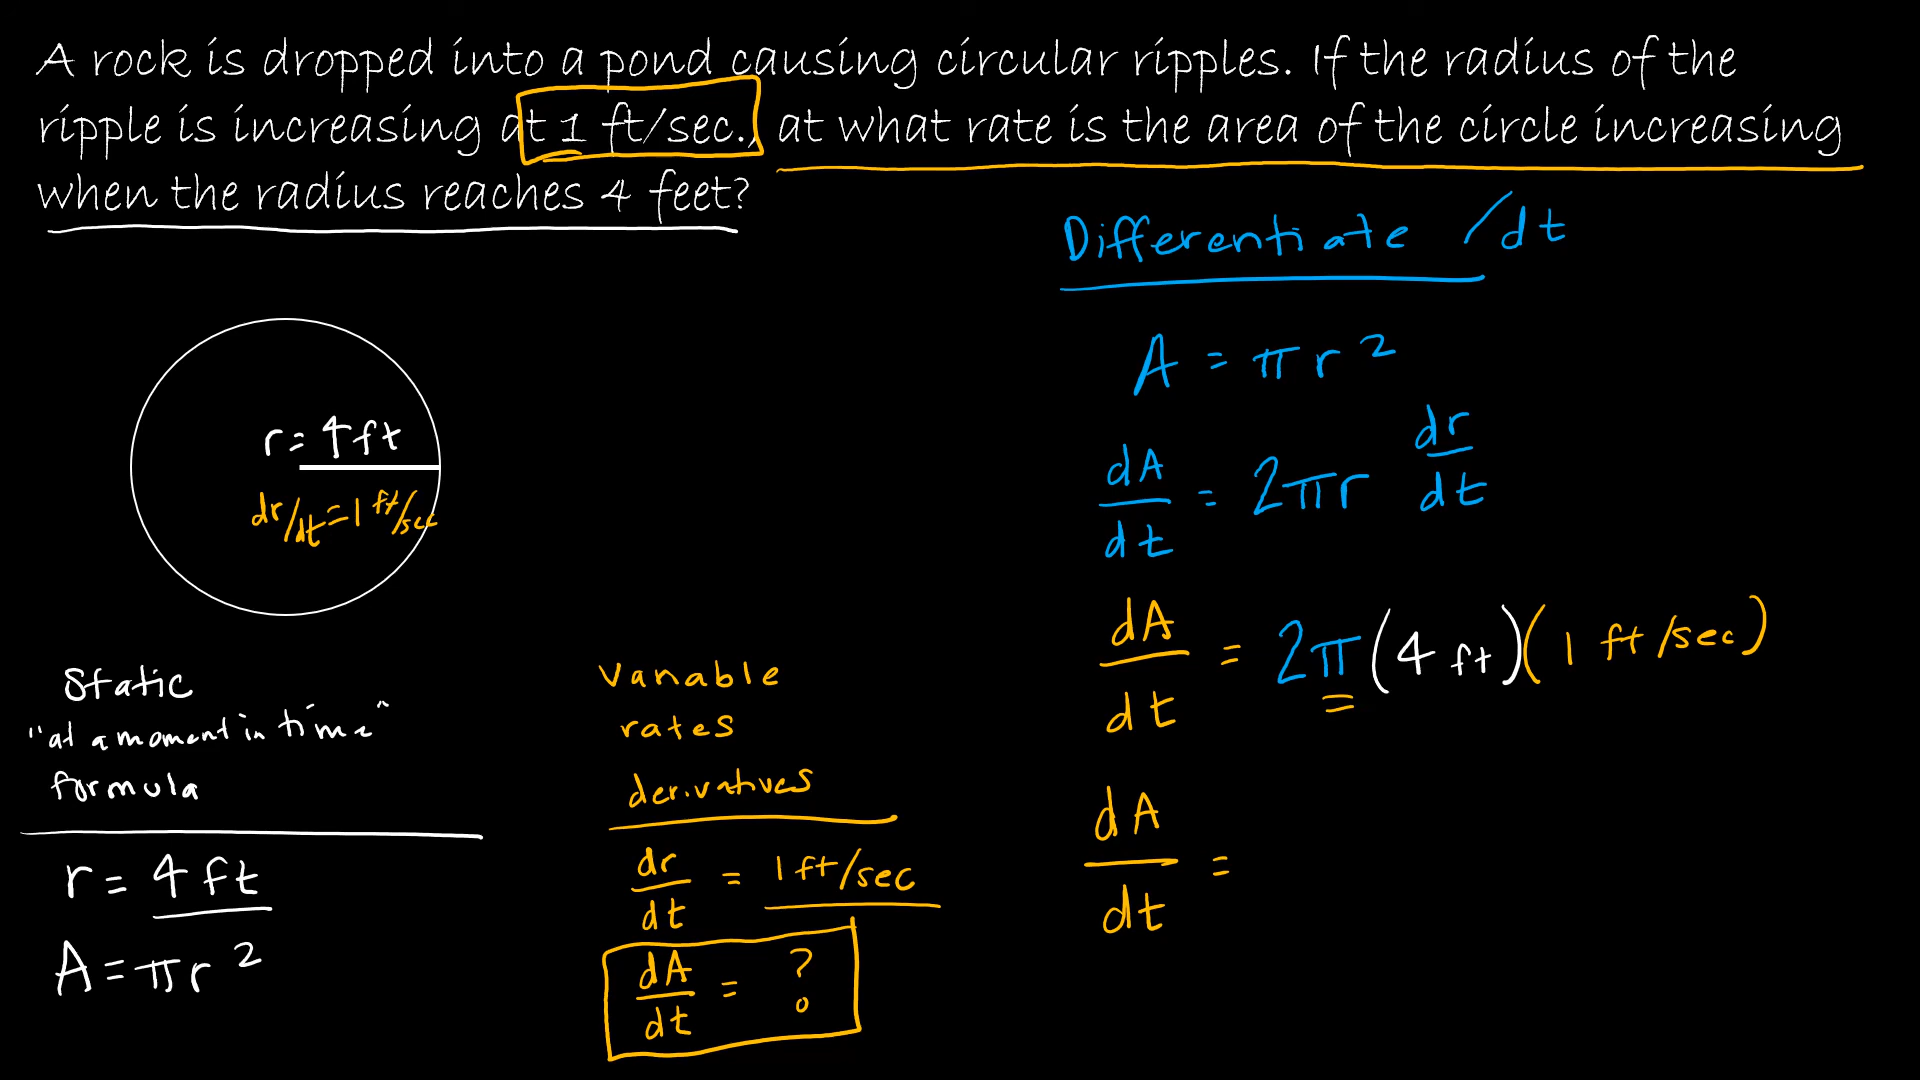 A rock is dropped into a pond causing circular ripples. If the radius of the
ripple is increasing at 1 ft/sec., at what rate is the area of the circle increasing
when the radius reaches 4 feet?
Differentiate /dt
A = πr²
dA/dt = 2πr dr/dt
dA/dt = 2π(4 ft)(1 ft/sec)
dA/dt =
r = 4ft
dr/dt = 1 ft/sec
Static
"at a moment in time"
formula
r = 4 ft
A = πr²
Variable
rates
derivatives
dr/dt = 1 ft/sec
dA/dt = ?